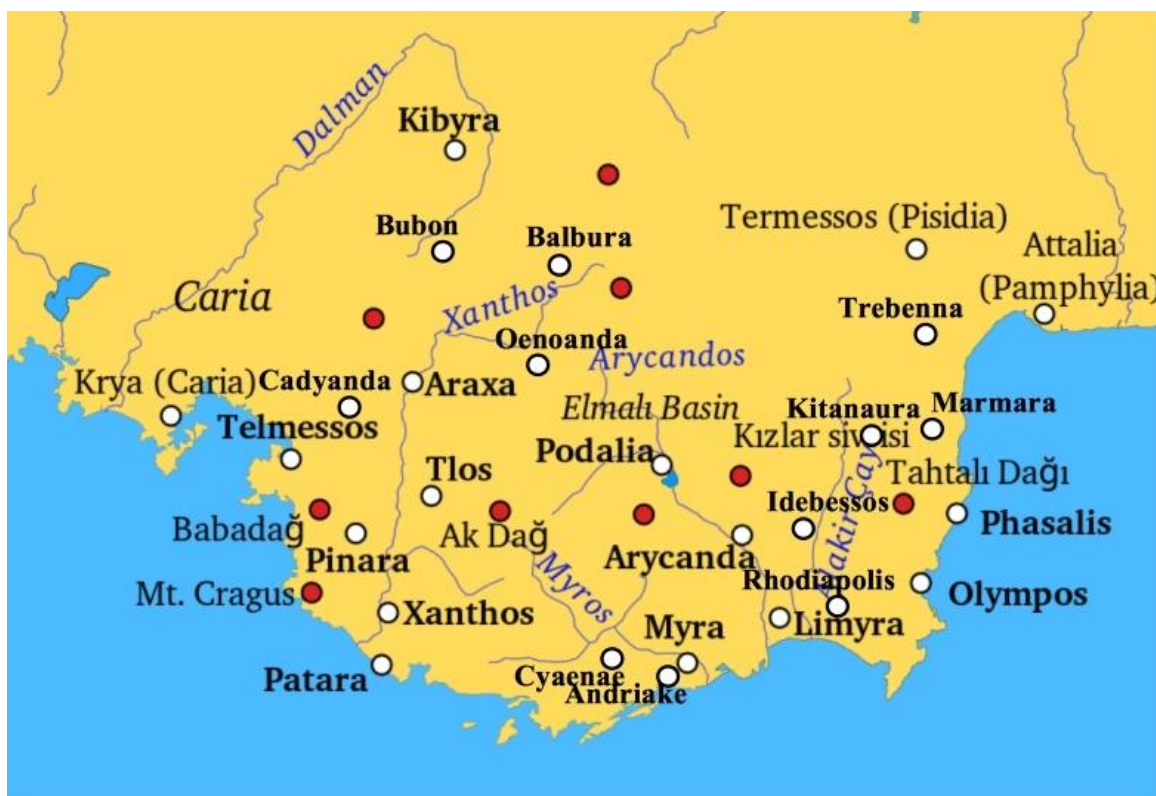 Dalman
Kibyra
Bubon
Balbura
Termessos (Pisidia)
Attalia
(Pamphylia)
Caria
Xanthos
Trebenna
Oenoanda
Arycandos
Krya (Caria)
Cadyanda
Araxa
Elmalı Basin
Kitanaura
Marmara
Telmessos
Podalia
Kızlar
Tahtalı Dağı
Tlos
Idebessos
Çay
Phasalis
Babadağ
Pinara
Ak Dağ
Arycanda
Myros
Rhodiapolis
Mt. Cragus
Xanthos
Olympos
Limyra
Myra
Patara
Cyaenae
Andriake